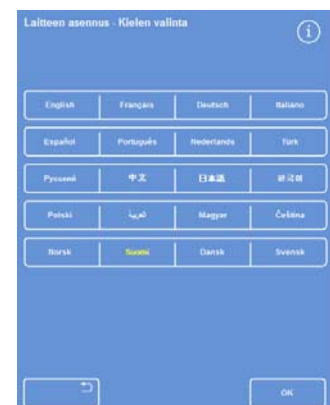 Laitteen asennus - Kielen valinta
i
English Français Deutsch Italiano
Español Português Nederlands Türk
Русский 中文 日本語 한국어
Polski العربية Magyar Čeština
Norsk Suomi Dansk Svensk
OK